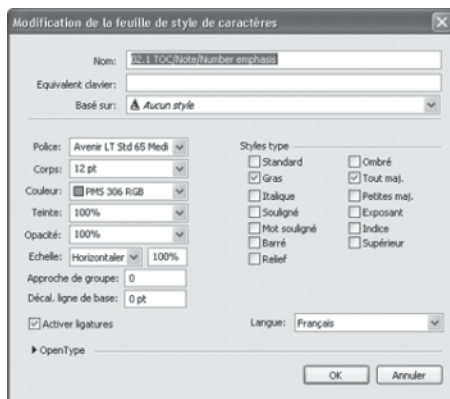 Modification de la feuille de style de caractères
Nom: 02.1 TOC/Note/Number emphasis
Equivalent clavier:
Basé sur: A Aucun style
Police: Avenir LT Std 65 Medi
Corps: 12 pt
Couleur: PMS 306 RGB
Teinte: 100%
Opacité: 100%
Echelle: Horizontaler 100%
Approche de groupe: 0
Décal. ligne de base: 0 pt
Activer ligatures
OpenType
Styles type
Standard Ombré
Gras Tout maj.
Italique Petites maj.
Souligné Exposant
Mot souligné Indice
Barré Supérieur
Relief
Langue: Français
OK Annuler